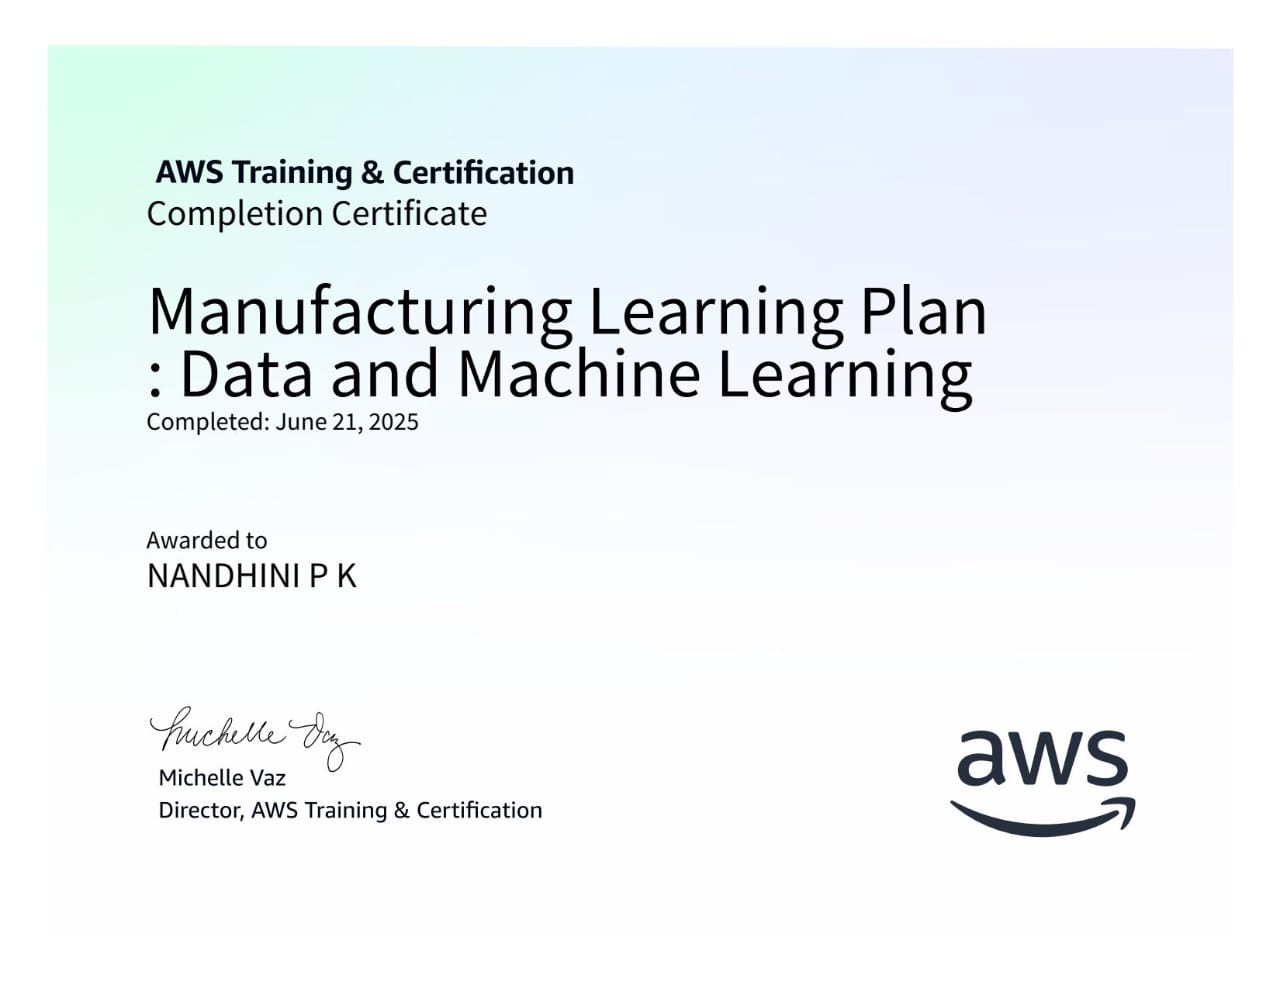 AWS Training & Certification
Completion Certificate
Manufacturing Learning Plan
: Data and Machine Learning
Completed: June 21, 2025
Awarded to
NANDHINI P K
Michelle Vaz
Michelle Vaz
Director, AWS Training & Certification
aws